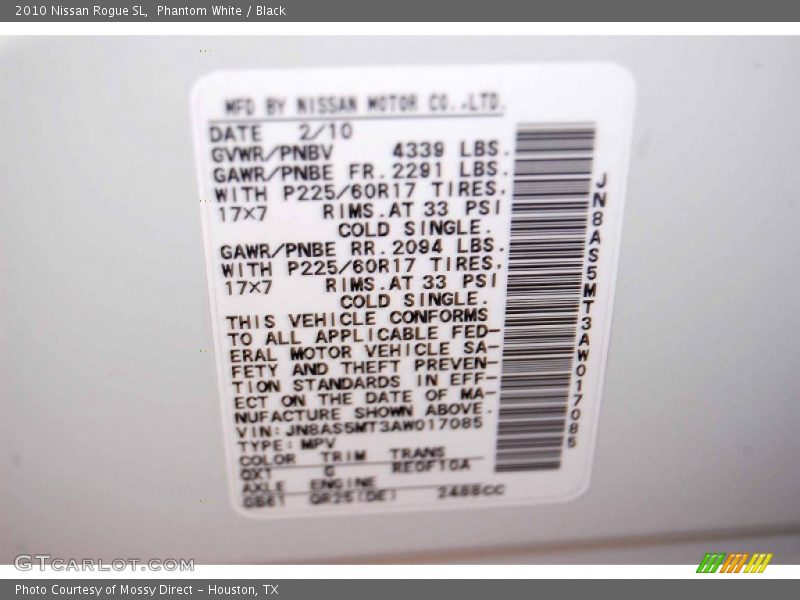 2010 Nissan Rogue SL,  Phantom White / Black
MFD BY NISSAN MOTOR CO.,LTD.
DATE 2/10
GVWR/PNBV 4339 LBS.
GAWR/PNBE FR.2291 LBS.
WITH P225/60R17 TIRES,
17×7 RIMS.AT 33 PSI
COLD SINGLE.
GAWR/PNBE RR.2094 LBS.
WITH P225/60R17 TIRES,
17×7 RIMS.AT 33 PSI
COLD SINGLE.
THIS VEHICLE CONFORMS
TO ALL APPLICABLE FED-
ERAL MOTOR VEHICLE SA-
FETY AND THEFT PREVEN-
TION STANDARDS IN EFF-
ECT ON THE DATE OF MA-
NUFACTURE SHOWN ABOVE.
VIN:JN8AS5MT3AW017085
TYPE:MPV
COLOR TRIM TRANS
QX1 G RE0F10A
AXLE ENGINE
QR25(DE) 2488CC
JN8AS5MT3AW017085
GTCARLOT.COM
Photo Courtesy of Mossy Direct - Houston, TX